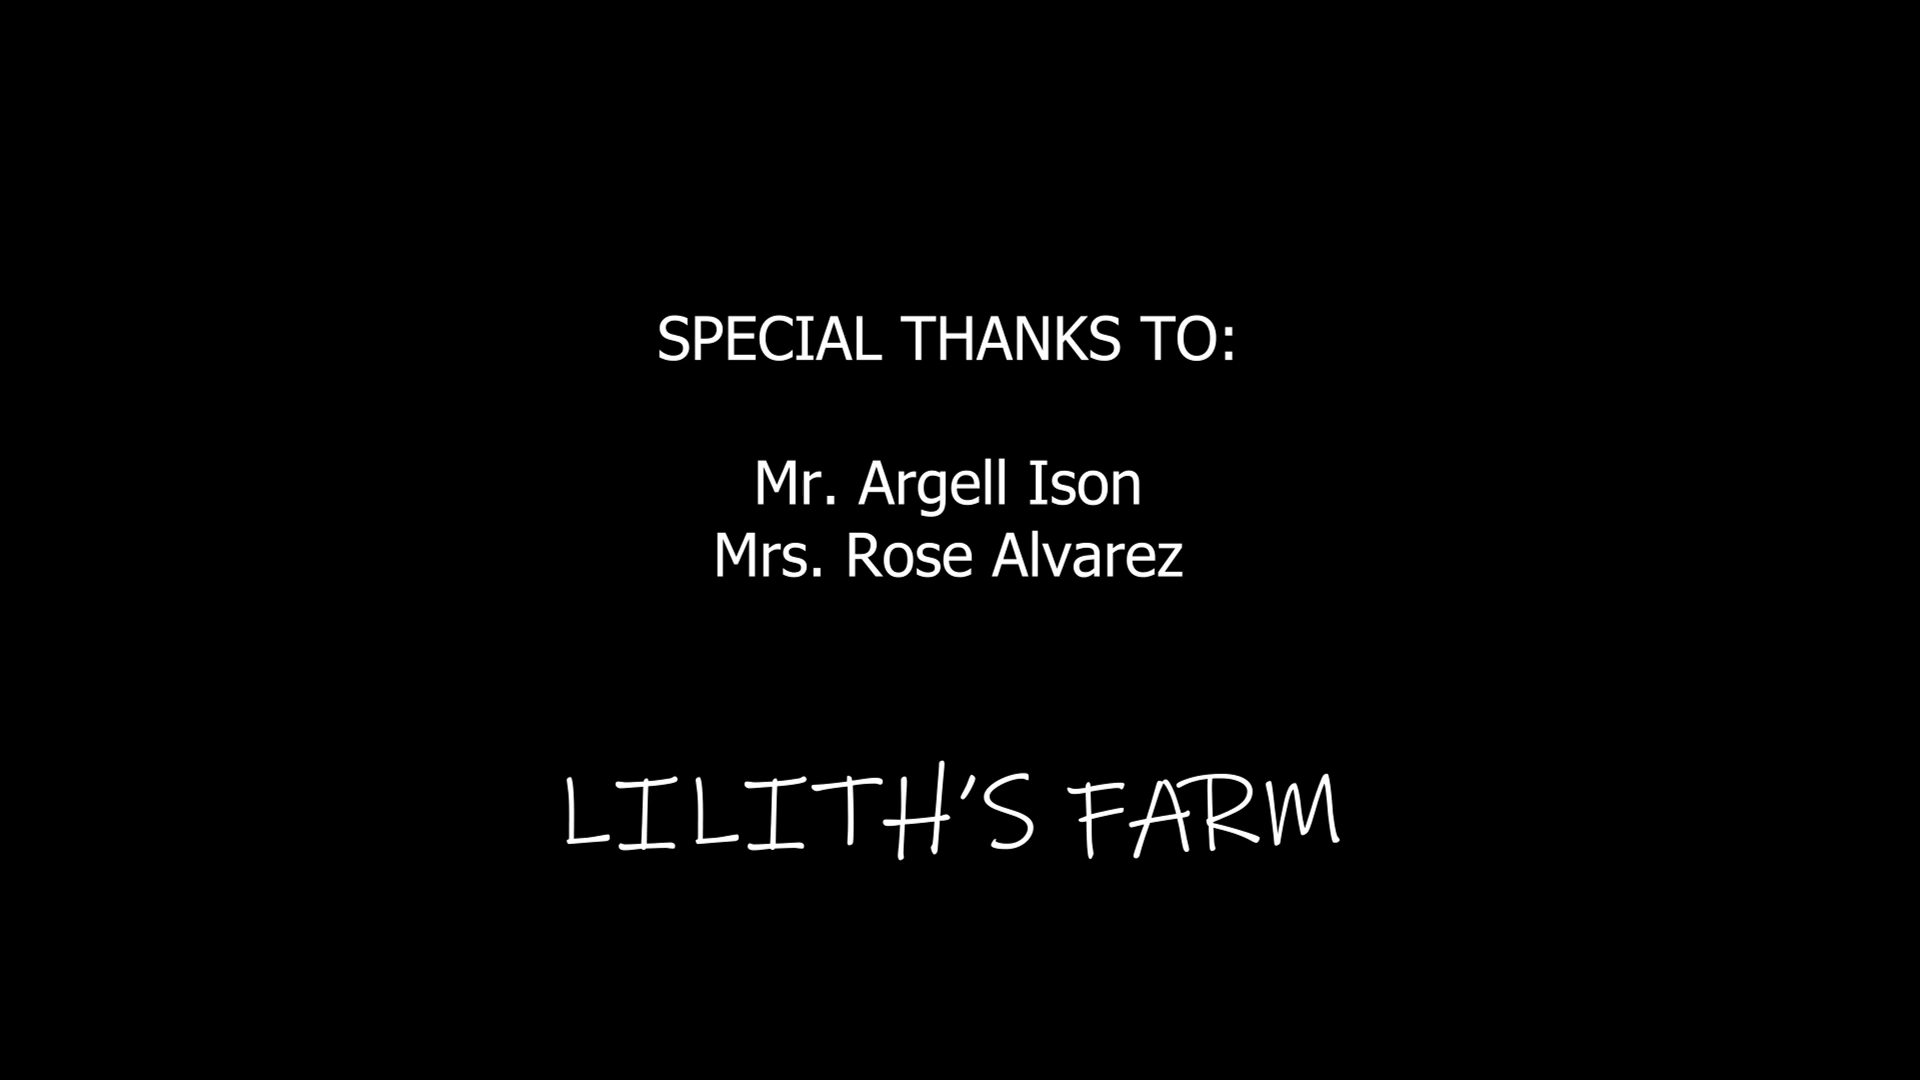 SPECIAL THANKS TO:
Mr. Argell Ison
Mrs. Rose Alvarez
LILITH'S FARM